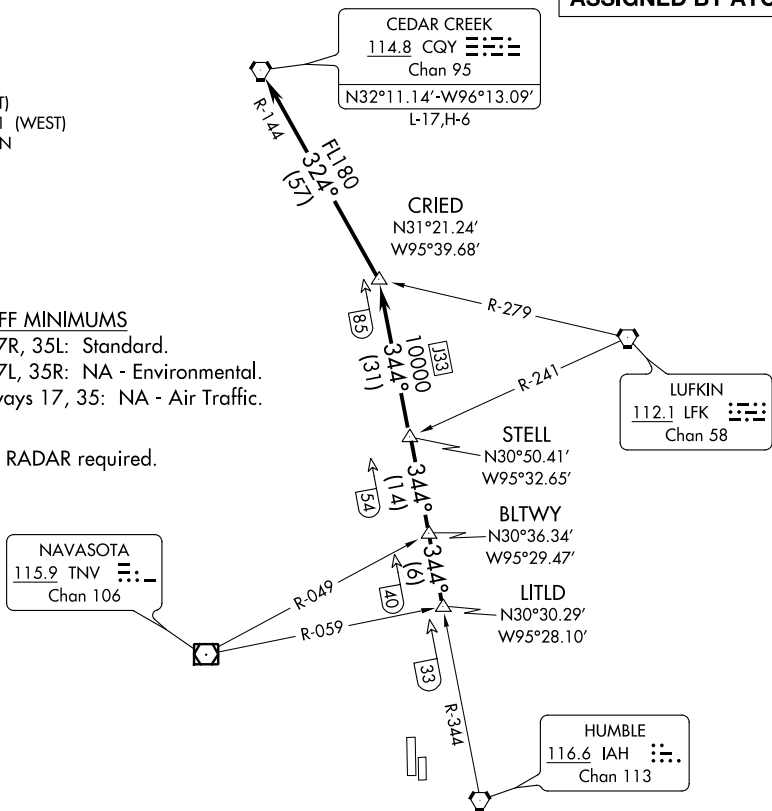 ASSIGNED BY ATC
CEDAR CREEK
114.8 CQY
Chan 95
N32°11.14′-W96°13.09′
L-17,H-6
T)
1 (WEST)
N
R-144
FL180
324°
(57)
CRIED
N31°21.24′
W95°39.68′
85
J33
10000
344°
(31)
R-279
R-241
LUFKIN
112.1 LFK
Chan 58
FF MINIMUMS
7R, 35L: Standard.
7L, 35R: NA - Environmental.
ways 17, 35: NA - Air Traffic.
RADAR required.
STELL
N30°50.41′
W95°32.65′
54
344°
(14)
BLTWY
N30°36.34′
W95°29.47′
NAVASOTA
115.9 TNV
Chan 106
R-049
R-059
40
344°
(6)
LITLD
N30°30.29′
W95°28.10′
33
R-344
HUMBLE
116.6 IAH
Chan 113